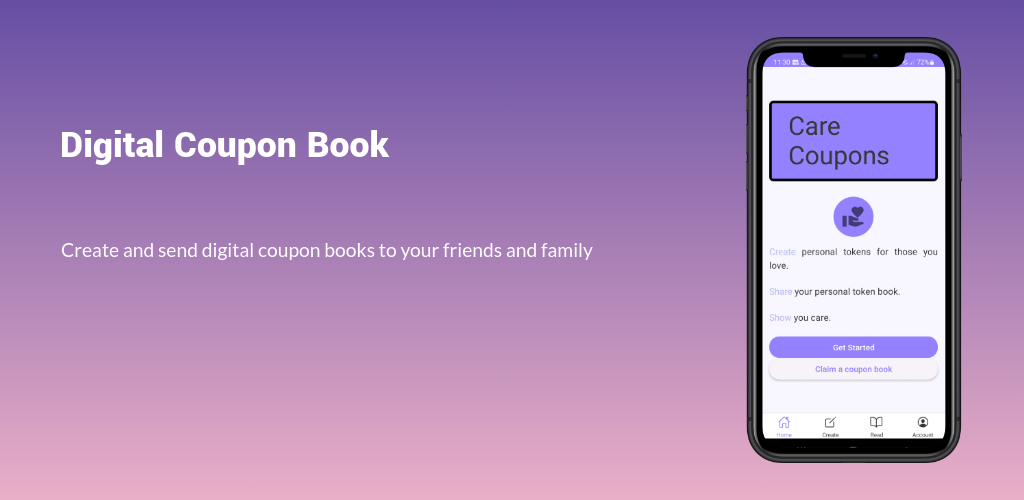 Digital Coupon Book
Create and send digital coupon books to your friends and family
11:30
72%
Care
Coupons
Create personal tokens for those you
love.
Share your personal token book.
Show you care.
Get Started
Claim a coupon book
Home Create Read Account